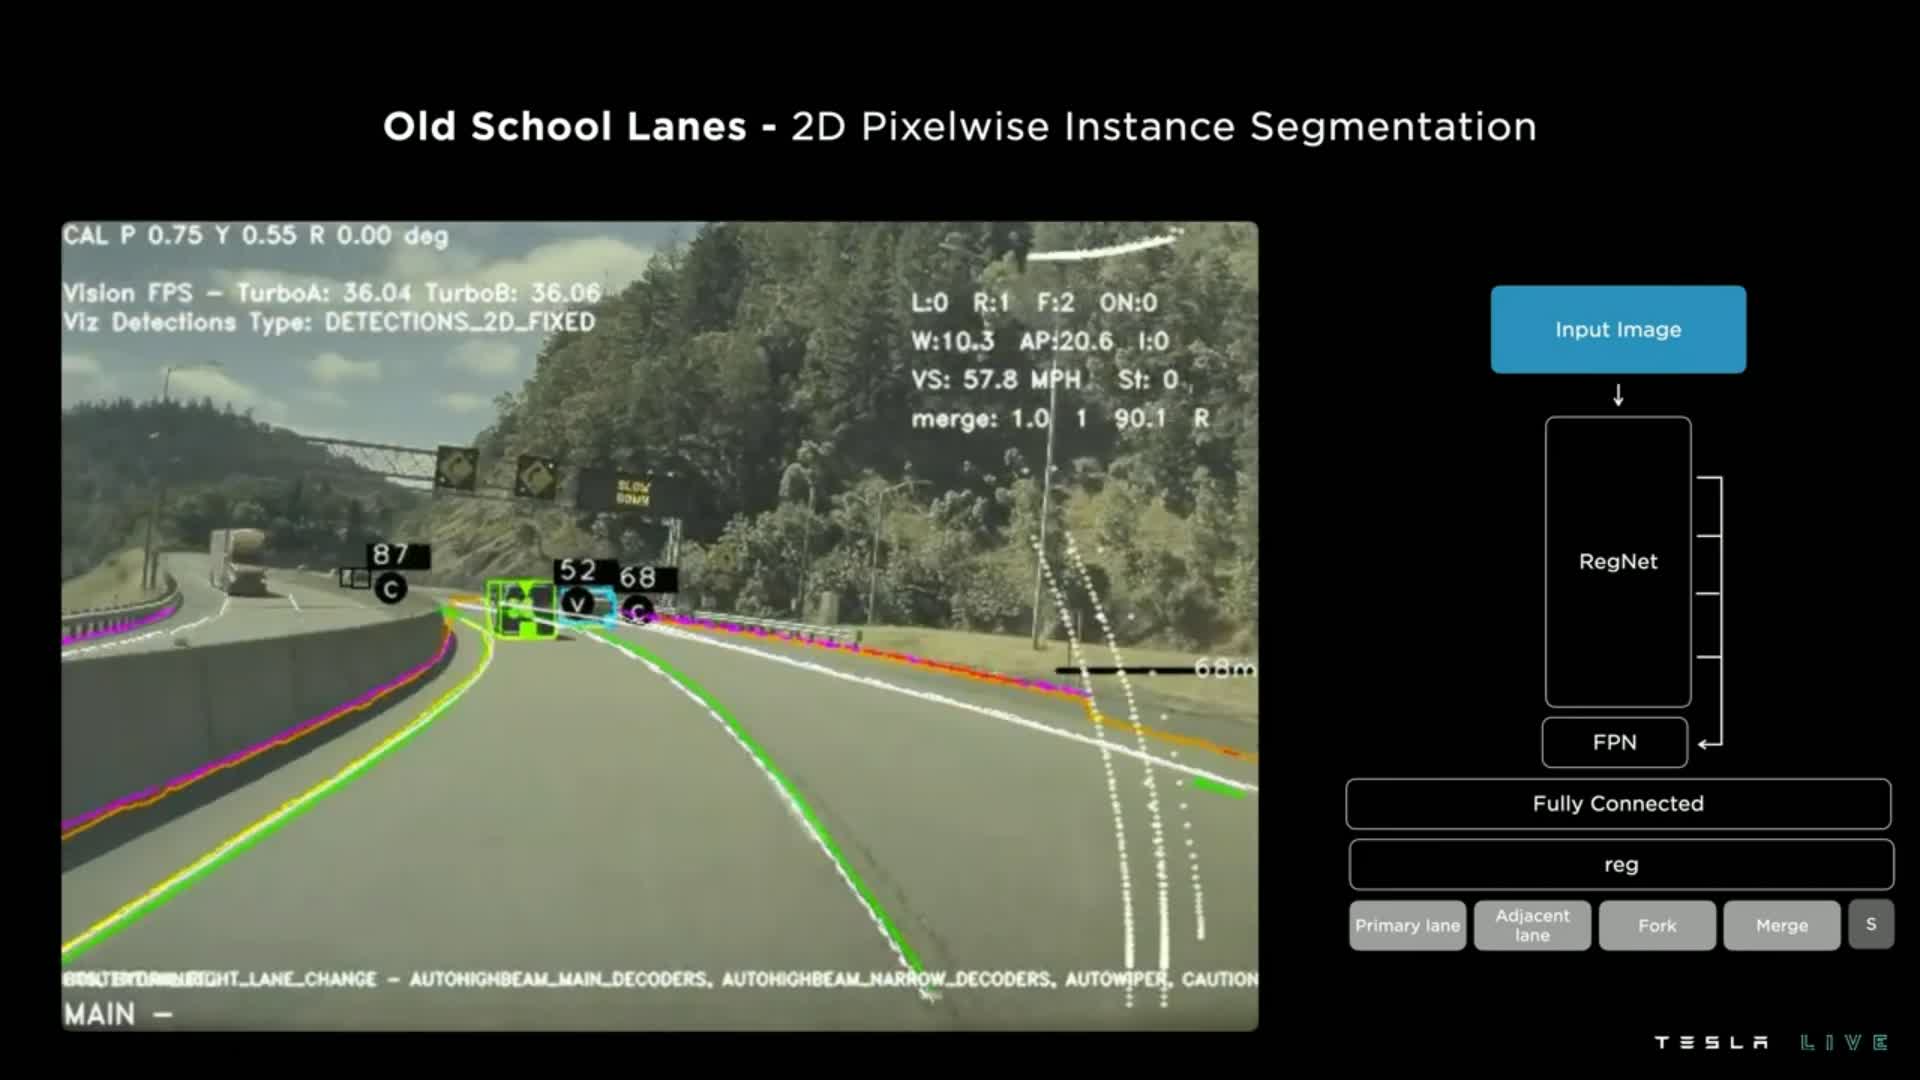 Old School Lanes - 2D Pixelwise Instance Segmentation
CAL P 0.75 Y 0.55 R 0.00 deg
Vision FPS - TurboA: 36.04 TurboB: 36.06
Viz Detections Type: DETECTIONS_2D_FIXED
L:0 R:1 F:2 ON:0
W:10.3 AP:20.6 I:0
VS: 57.8 MPH St: 0
merge: 1.0 1 90.1 R
SLOW
DOWN
87
C
52
V
68
C
68m
RIGHT_LANE_CHANGE - AUTOHIGHBEAM_MAIN_DECODERS, AUTOHIGHBEAM_NARROW_DECODERS, AUTOWIPER, CAUTION
MAIN -
Input Image
RegNet
FPN
Fully Connected
reg
Primary lane
Adjacent
lane
Fork
Merge
S
TESLA LIVE